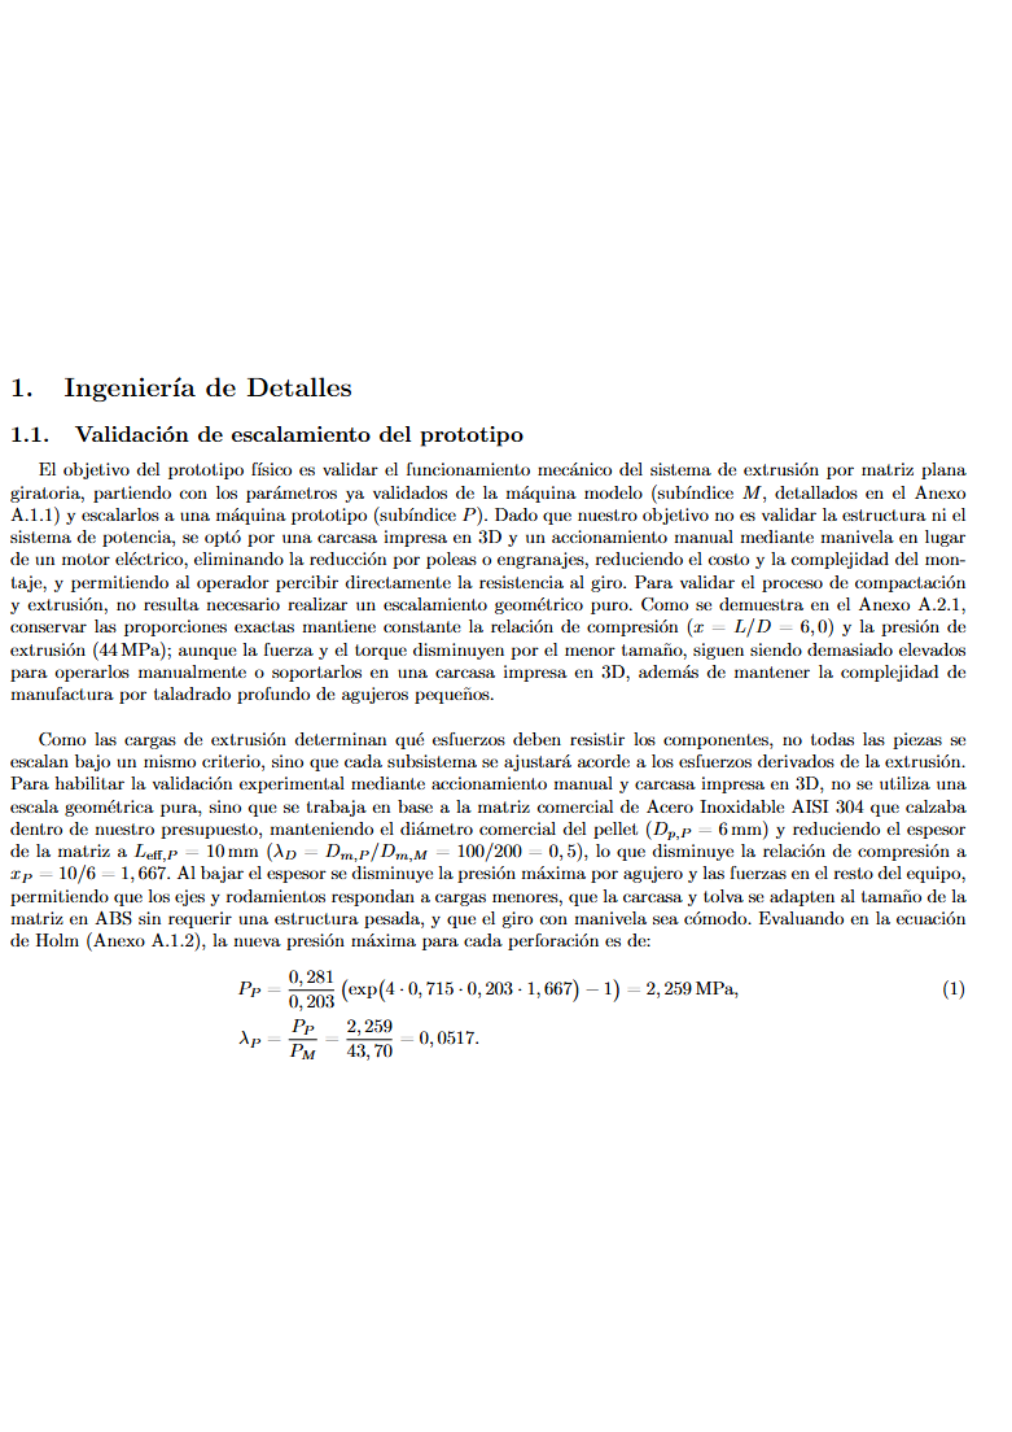 1. Ingeniería de Detalles
1.1. Validación de escalamiento del prototipo
El objetivo del prototipo físico es validar el funcionamiento mecánico del sistema de extrusión por matriz plana
giratoria, partiendo con los parámetros ya validados de la máquina modelo (subíndice M, detallados en el Anexo
A.1.1) y escalarlos a una máquina prototipo (subíndice P). Dado que nuestro objetivo no es validar la estructura ni el
sistema de potencia, se optó por una carcasa impresa en 3D y un accionamiento manual mediante manivela en lugar
de un motor eléctrico, eliminando la reducción por poleas o engranajes, reduciendo el costo y la complejidad del mon-
taje, y permitiendo al operador percibir directamente la resistencia al giro. Para validar el proceso de compactación
y extrusión, no resulta necesario realizar un escalamiento geométrico puro. Como se demuestra en el Anexo A.2.1,
conservar las proporciones exactas mantiene constante la relación de compresión (x = L/D = 6,0) y la presión de
extrusión (44 MPa); aunque la fuerza y el torque disminuyen por el menor tamaño, siguen siendo demasiado elevados
para operarlos manualmente o soportarlos en una carcasa impresa en 3D, además de mantener la complejidad de
manufactura por taladrado profundo de agujeros pequeños.
Como las cargas de extrusión determinan qué esfuerzos deben resistir los componentes, no todas las piezas se
escalan bajo un mismo criterio, sino que cada subsistema se ajustará acorde a los esfuerzos derivados de la extrusión.
Para habilitar la validación experimental mediante accionamiento manual y carcasa impresa en 3D, no se utiliza una
escala geométrica pura, sino que se trabaja en base a la matriz comercial de Acero Inoxidable AISI 304 que calzaba
dentro de nuestro presupuesto, manteniendo el diámetro comercial del pellet (D_{p,P} = 6 mm) y reduciendo el espesor
de la matriz a L_{eff,P} = 10 mm (λ_D = D_{m,P}/D_{m,M} = 100/200 = 0,5), lo que disminuye la relación de compresión a
x_P = 10/6 = 1,667. Al bajar el espesor se disminuye la presión máxima por agujero y las fuerzas en el resto del equipo,
permitiendo que los ejes y rodamientos respondan a cargas menores, que la carcasa y tolva se adapten al tamaño de la
matriz en ABS sin requerir una estructura pesada, y que el giro con manivela sea cómodo. Evaluando en la ecuación
de Holm (Anexo A.1.2), la nueva presión máxima para cada perforación es de:
P_P = \frac{0,281}{0,203} (exp(4 · 0,715 · 0,203 · 1,667) − 1) = 2,259 MPa, (1)
λ_P = \frac{P_P}{P_M} = \frac{2,259}{43,70} = 0,0517.